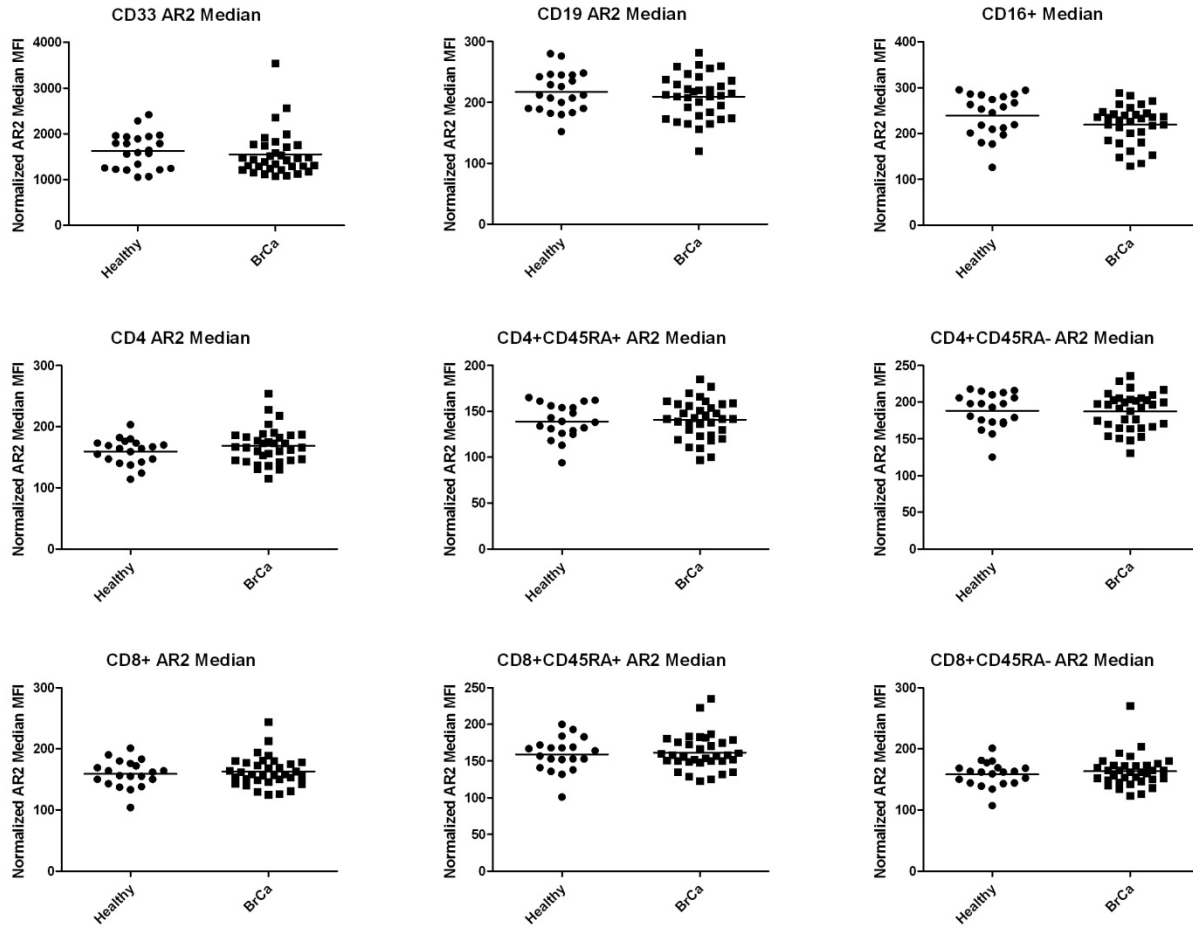 CD33 AR2 Median
Normalized AR2 Median MFI
4000
3000
2000
1000
0
Healthy
BrCa
CD19 AR2 Median
Normalized AR2 Median MFI
300
200
100
0
Healthy
BrCa
CD16+ Median
Normalized AR2 Median MFI
400
300
200
100
0
Healthy
BrCa
CD4 AR2 Median
Normalized AR2 Median MFI
300
200
100
0
Healthy
BrCa
CD4+CD45RA+ AR2 Median
Normalized AR2 Median MFI
200
150
100
50
0
Healthy
BrCa
CD4+CD45RA- AR2 Median
Normalized AR2 Median MFI
250
200
150
100
50
0
Healthy
BrCa
CD8+ AR2 Median
Normalized AR2 Median MFI
300
200
100
0
Healthy
BrCa
CD8+CD45RA+ AR2 Median
Normalized AR2 Median MFI
250
200
150
100
50
0
Healthy
BrCa
CD8+CD45RA- AR2 Median
Normalized AR2 Median MFI
300
200
100
0
Healthy
BrCa